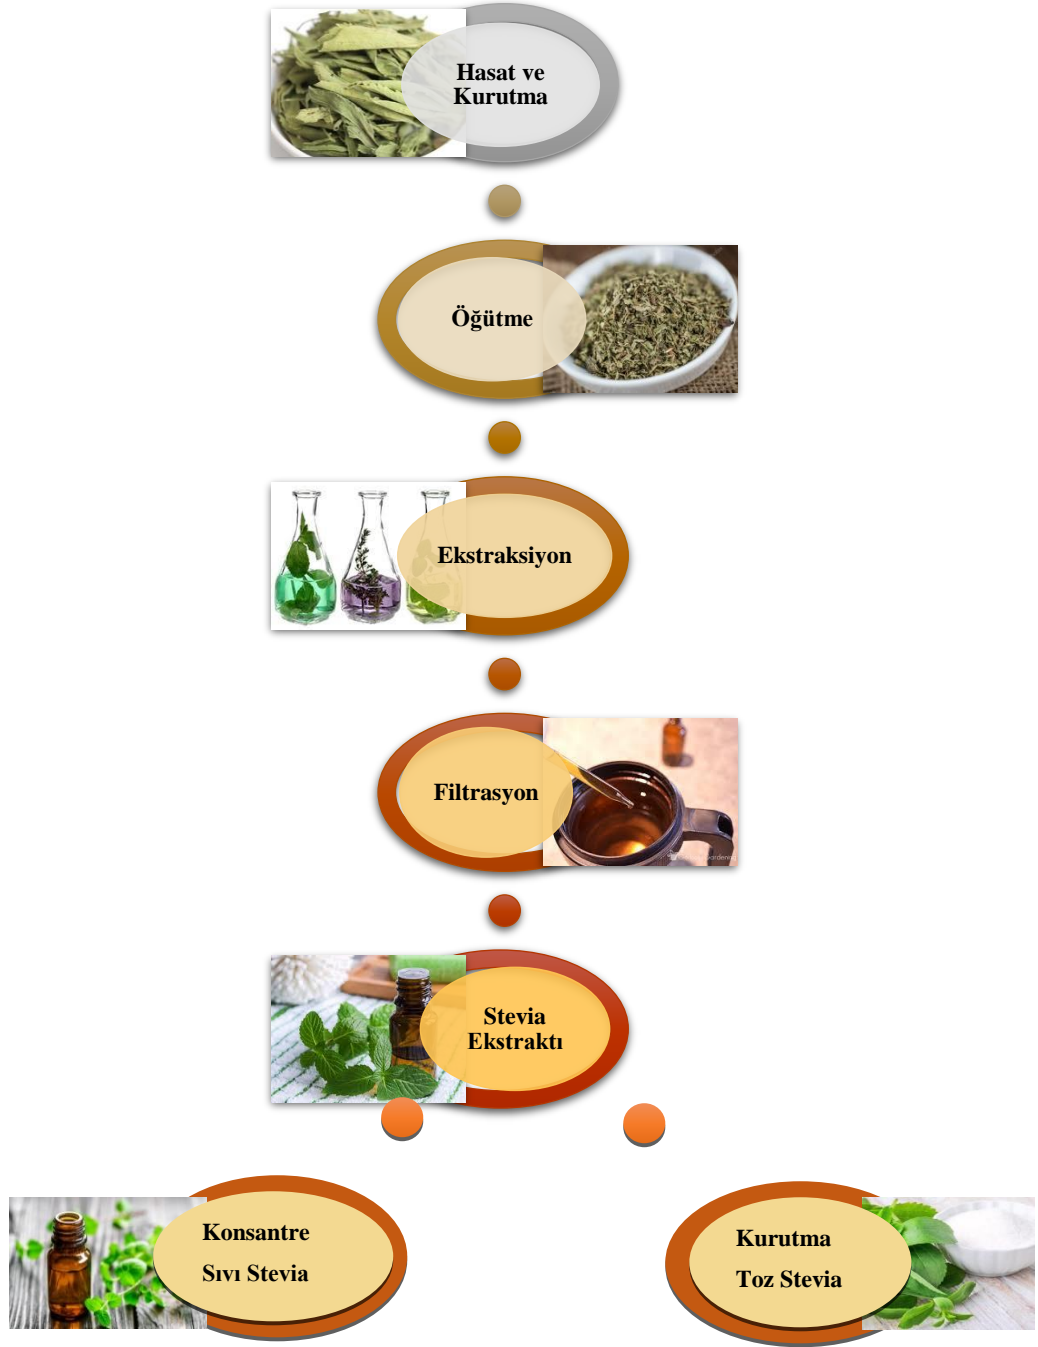 Hasat ve
Kurutma
Öğütme
Ekstraksiyon
Filtrasyon
Stevia
Ekstraktı
Konsantre
Sıvı Stevia
Kurutma
Toz Stevia